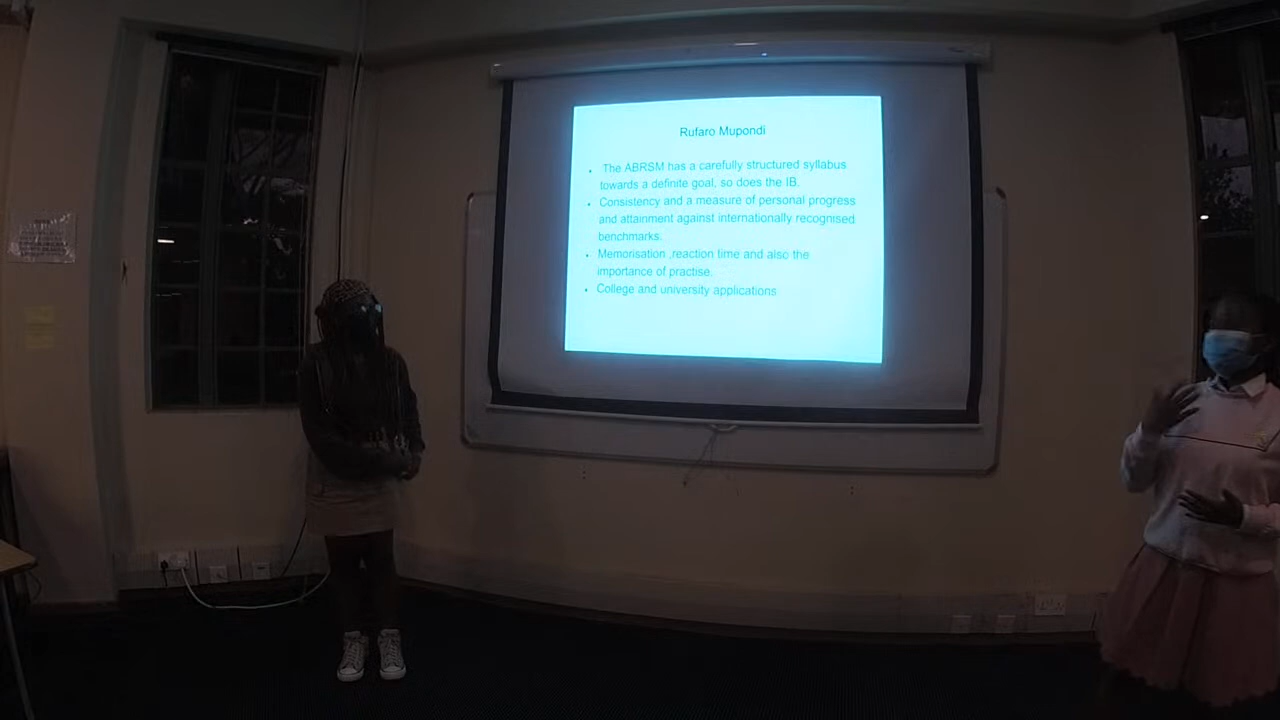 Rufaro Mupondi
• The ABRSM has a carefully structured syllabus
towards a definite goal, so does the IB.
• Consistency and a measure of personal progress
and attainment against internationally recognised
benchmarks.
• Memorisation ,reaction time and also the
importance of practise.
• College and university applications